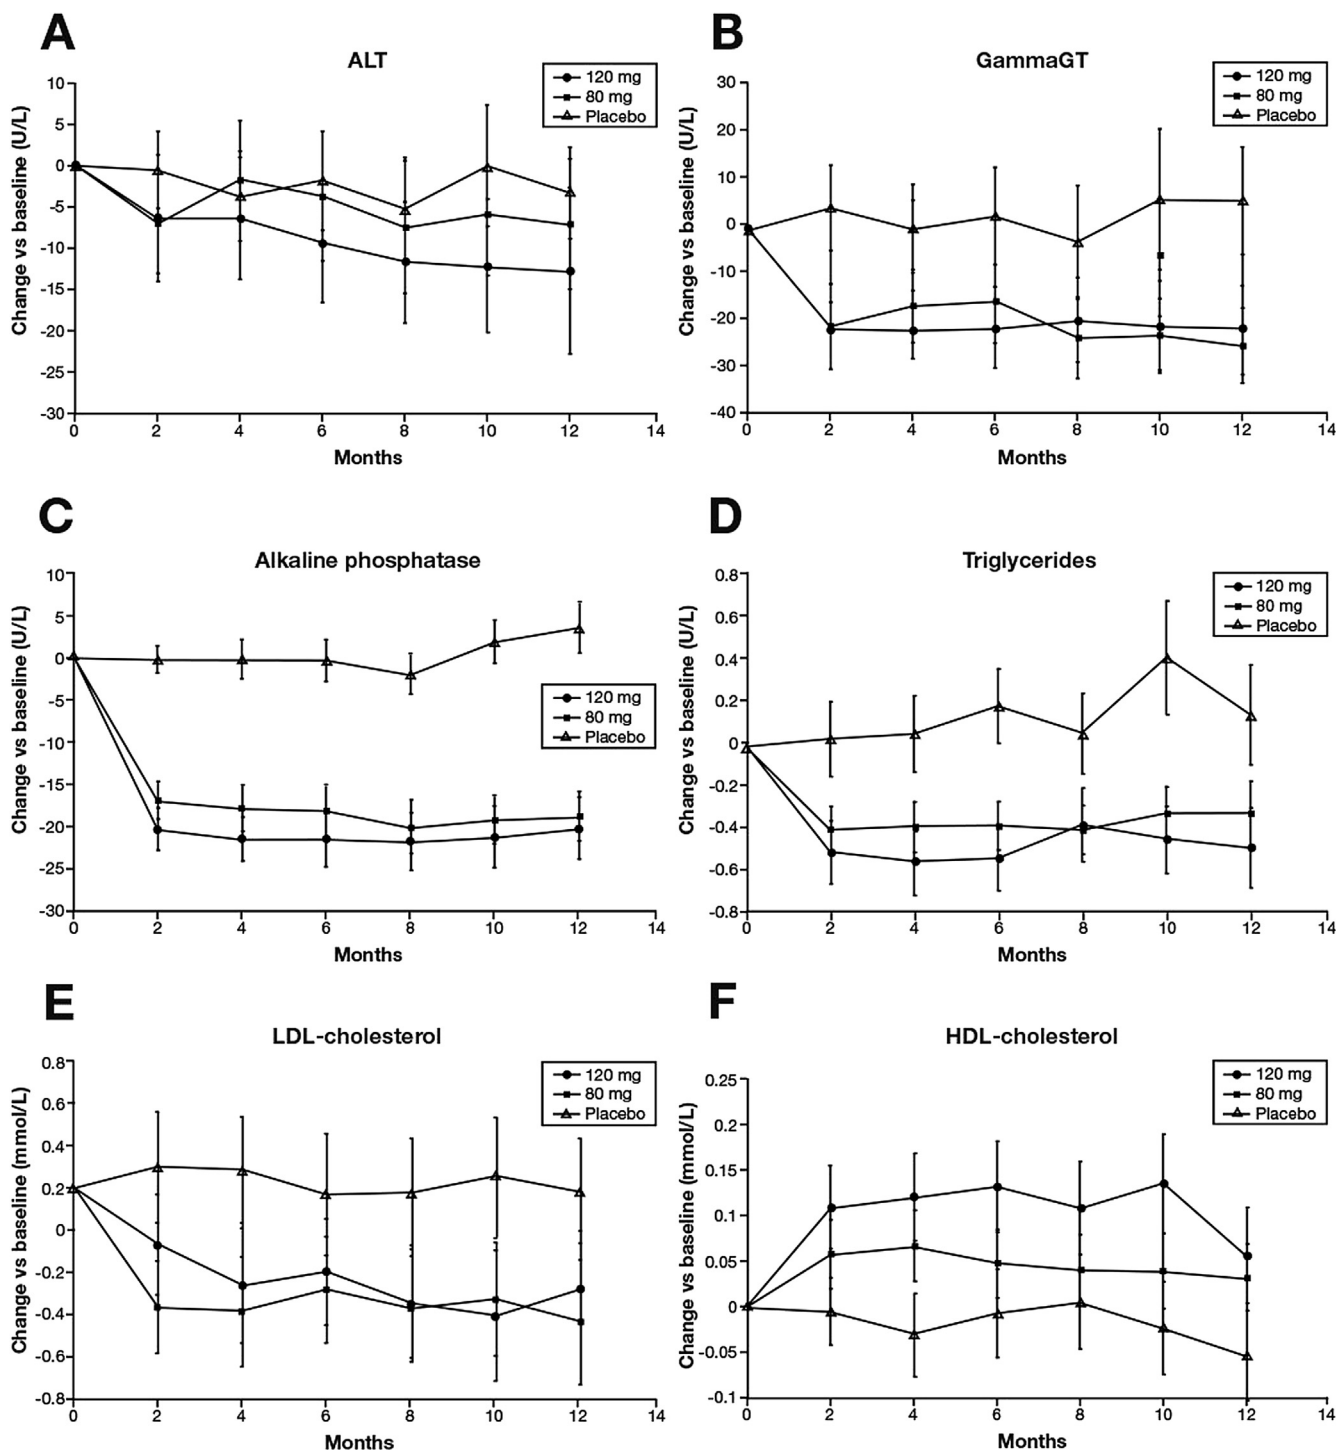 A
ALT
120 mg
80 mg
Placebo
Change vs baseline (U/L)
10
5
0
-5
-10
-15
-20
-25
-30
0 2 4 6 8 10 12 14
Months
B
GammaGT
120 mg
80 mg
Placebo
Change vs baseline (U/L)
30
20
10
0
-10
-20
-30
-40
0 2 4 6 8 10 12 14
Months
C
Alkaline phosphatase
120 mg
80 mg
Placebo
Change vs baseline (U/L)
10
5
0
-5
-10
-15
-20
-25
-30
0 2 4 6 8 10 12 14
Months
D
Triglycerides
120 mg
80 mg
Placebo
Change vs baseline (U/L)
0.8
0.6
0.4
0.2
0
-0.2
-0.4
-0.6
-0.8
0 2 4 6 8 10 12 14
Months
E
LDL-cholesterol
120 mg
80 mg
Placebo
Change vs baseline (mmol/L)
0.8
0.6
0.4
0.2
0
-0.2
-0.4
-0.6
-0.8
0 2 4 6 8 10 12 14
Months
F
HDL-cholesterol
120 mg
80 mg
Placebo
Change vs baseline (mmol/L)
0.25
0.2
0.15
0.1
0.05
0
-0.05
-0.1
0 2 4 6 8 10 12 14
Months